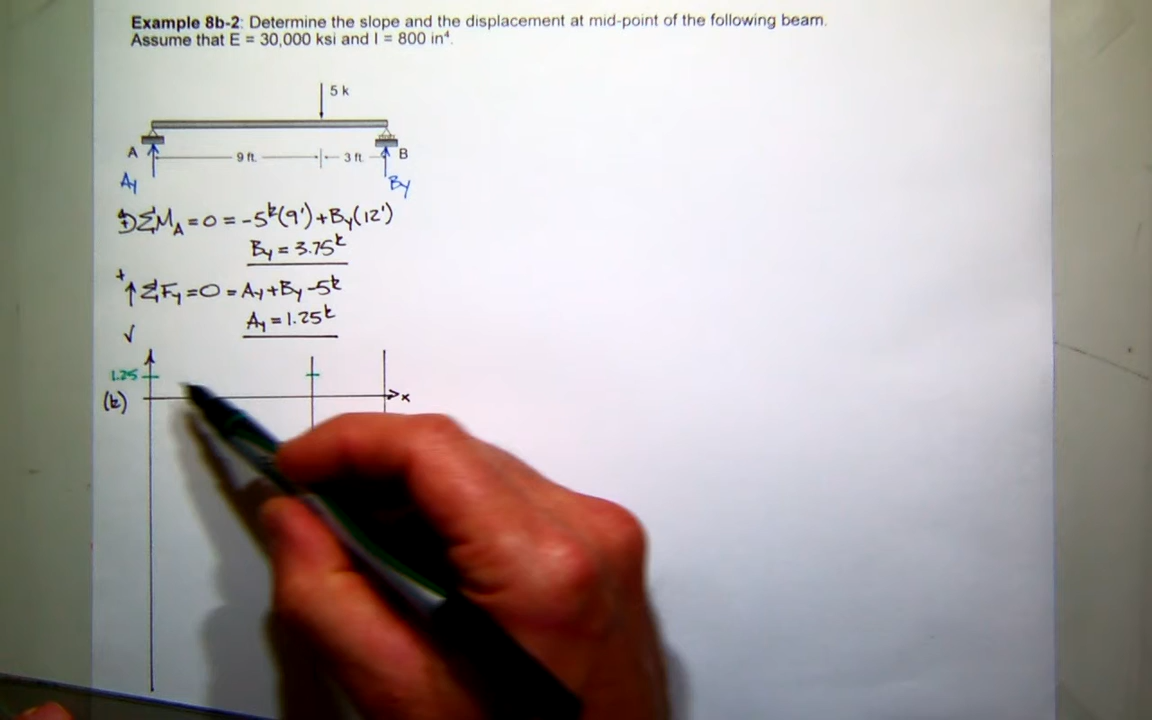 Example 8b-2: Determine the slope and the displacement at mid-point of the following beam.
Assume that E = 30,000 ksi and I = 800 in⁴.
5 k
A 9 ft. 3 ft. B
Ay By
+ΣM_A = 0 = -5ᵏ(9') + By(12')
By = 3.75ᵏ
+↑ΣFy = 0 = Ay + By - 5ᵏ
Ay = 1.25ᵏ
V
1.25
(k) x